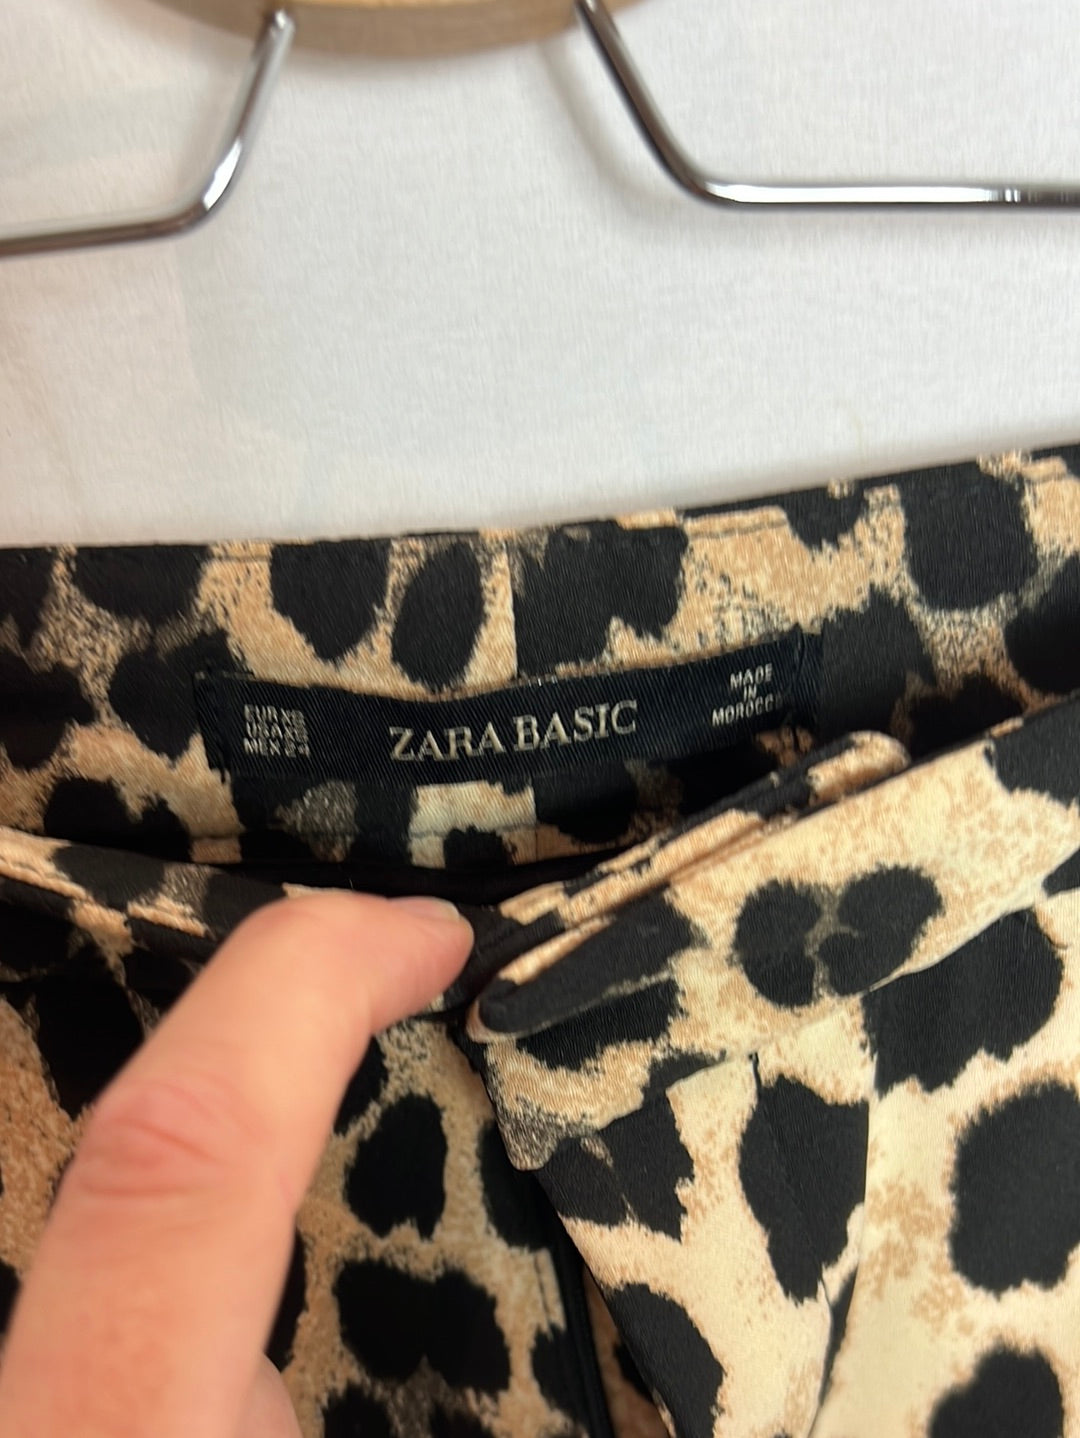 EUR XS
USA XS
MEX 24
ZARA BASIC
MADE
IN
MOROCCO